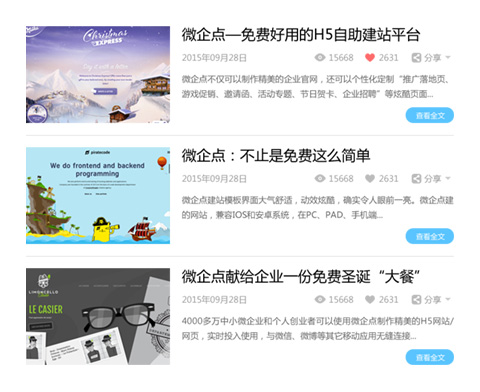 Christmas
EXPRESS
Say it with a letter
微企点—免费好用的H5自助建站平台
2015年09月28日 15668 2631 分享
微企点不仅可以制作精美的企业官网，还可以个性化定制“推广落地页、
游戏促销、邀请函、活动专题、节日贺卡、企业招聘”等炫酷页面...
查看全文
piratecode
We do frontend and backend
programming
微企点：不止是免费这么简单
2015年09月28日 15668 2631 分享
微企点建站模板界面大气舒适，动效炫酷，确实令人眼前一亮。微企点建
的网站，兼容IOS和安卓系统，在PC、PAD、手机端...
查看全文
LIMONCELLO
LE CASIER
微企点献给企业一份免费圣诞“大餐”
2015年09月28日 15668 2631 分享
4000多万中小微企业和个人创业者可以使用微企点制作精美的H5网站/
网页，实时投入使用，与微信、微博等其它移动应用无缝连接...
查看全文